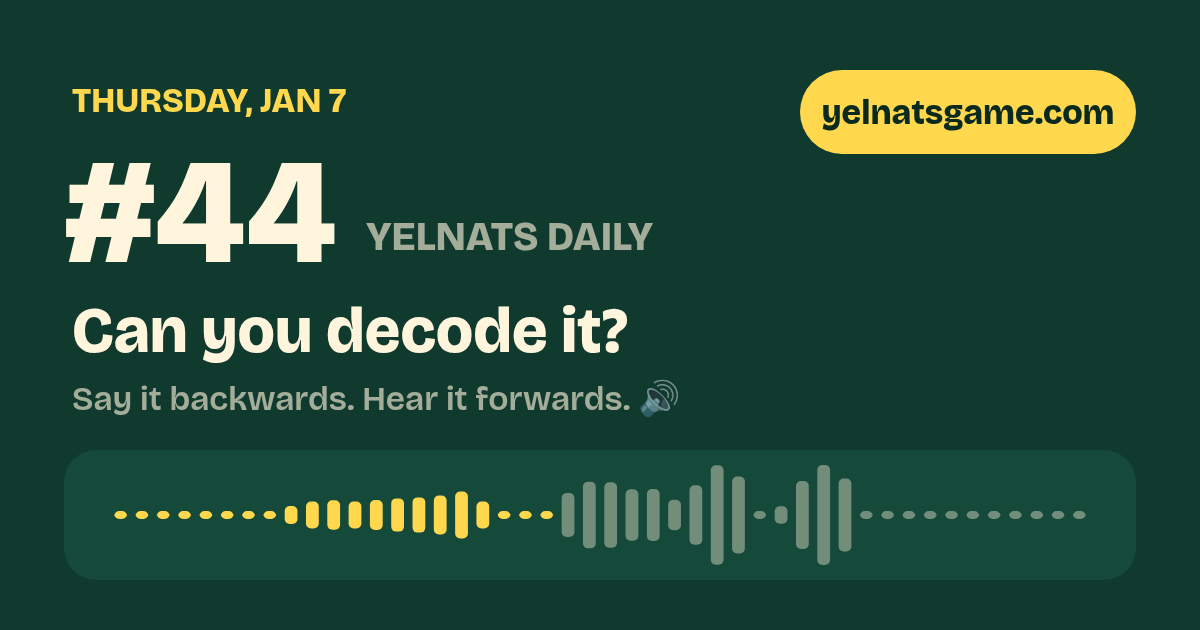 THURSDAY, JAN 7
yelnatsgame.com
#44 YELNATS DAILY
Can you decode it?
Say it backwards. Hear it forwards. 🔊